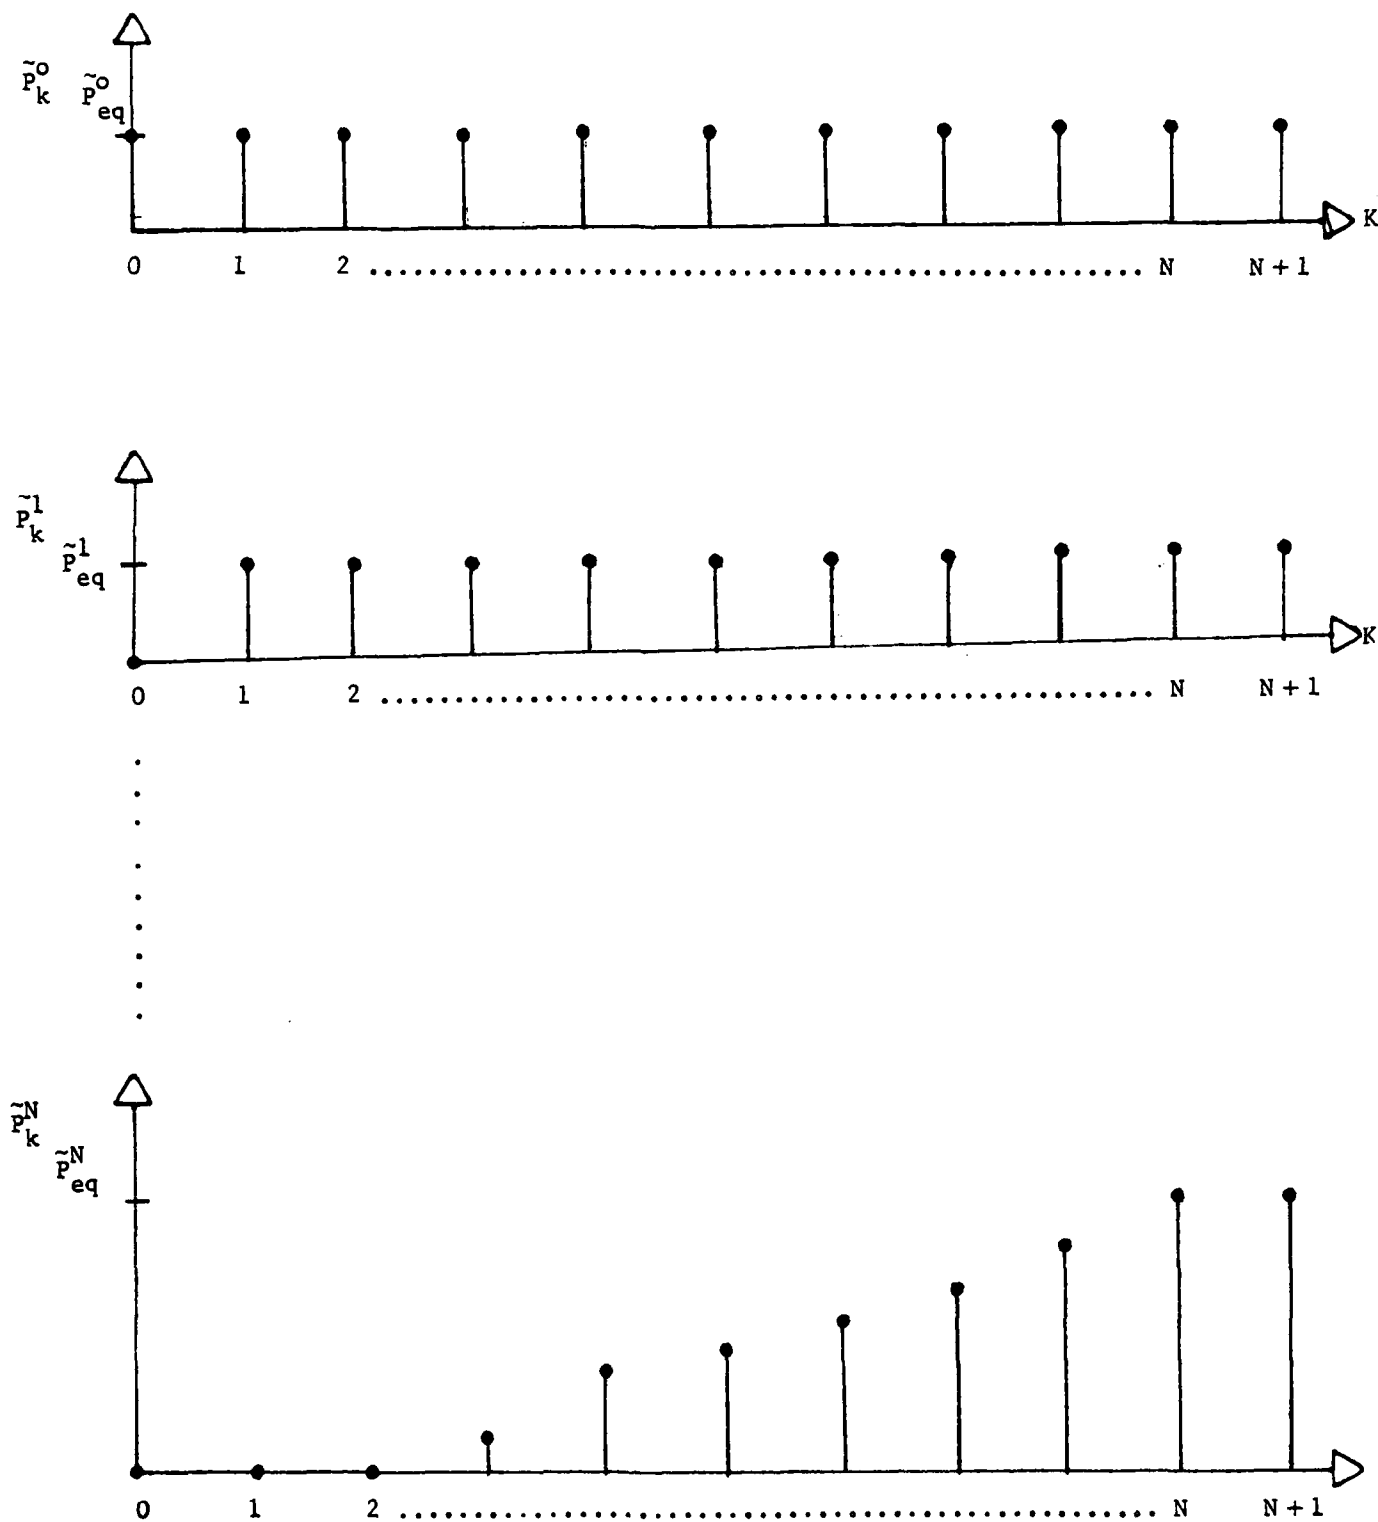 P̃ₖ⁰ P̃ₑq⁰
K
0 1 2 ........ N N + 1
P̃ₖ¹
P̃ₑq¹
K
0 1 2 ........ N N + 1
P̃ₖᴺ
P̃ₑqᴺ
0 1 2 ........ N N + 1